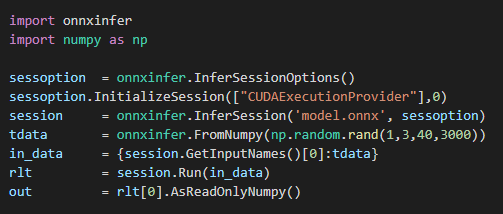 import onnxinfer
import numpy as np
sessoption  = onnxinfer.InferSessionOptions()
sessoption.InitializeSession(["CUDAExecutionProvider"],0)
session     = onnxinfer.InferSession('model.onnx', sessoption)
tdata       = onnxinfer.FromNumpy(np.random.rand(1,3,40,3000))
in_data     = {session.GetInputNames()[0]:tdata}
rlt         = session.Run(in_data)
out         = rlt[0].AsReadOnlyNumpy()